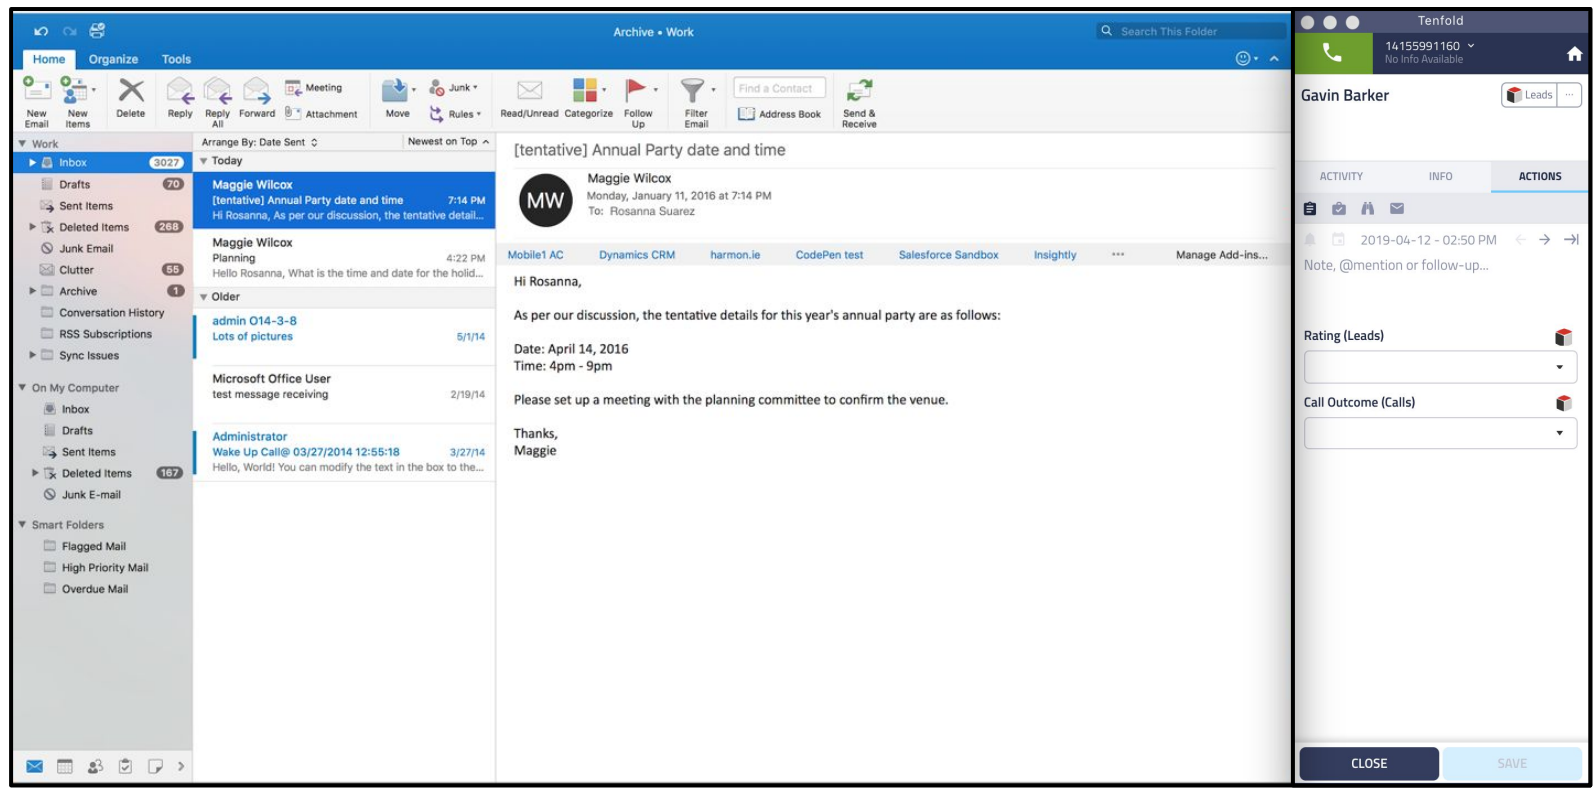 Archive • Work
Search This Folder
Home Organize Tools
New Email
New Items
Delete
Reply
Reply All
Forward
Meeting
Attachment
Move
Junk
Rules
Read/Unread
Categorize
Follow Up
Filter Email
Find a Contact
Address Book
Send & Receive
Work
Inbox 3027
Drafts 70
Sent Items
Deleted Items 268
Junk Email
Clutter 55
Archive 1
Conversation History
RSS Subscriptions
Sync Issues
On My Computer
Inbox
Drafts
Sent Items
Deleted Items 167
Junk E-mail
Smart Folders
Flagged Mail
High Priority Mail
Overdue Mail
Arrange By: Date Sent Newest on Top
Today
Maggie Wilcox
[tentative] Annual Party date and time 7:14 PM
Hi Rosanna, As per our discussion, the tentative detail...
Maggie Wilcox
Planning 4:22 PM
Hello Rosanna, What is the time and date for the holid...
Older
admin O14-3-8
Lots of pictures 5/1/14
Microsoft Office User
test message receiving 2/19/14
Administrator
Wake Up Call@ 03/27/2014 12:55:18 3/27/14
Hello, World! You can modify the text in the box to the...
[tentative] Annual Party date and time
MW
Maggie Wilcox
Monday, January 11, 2016 at 7:14 PM
To: Rosanna Suarez
Mobile1 AC Dynamics CRM harmon.ie CodePen test Salesforce Sandbox Insightly ••• Manage Add-ins...
Hi Rosanna,
As per our discussion, the tentative details for this year's annual party are as follows:
Date: April 14, 2016
Time: 4pm - 9pm
Please set up a meeting with the planning committee to confirm the venue.
Thanks,
Maggie
Tenfold
14155991160
No Info Available
Gavin Barker
Leads ...
ACTIVITY INFO ACTIONS
2019-04-12 - 02:50 PM
Note, @mention or follow-up...
Rating (Leads)
Call Outcome (Calls)
CLOSE SAVE